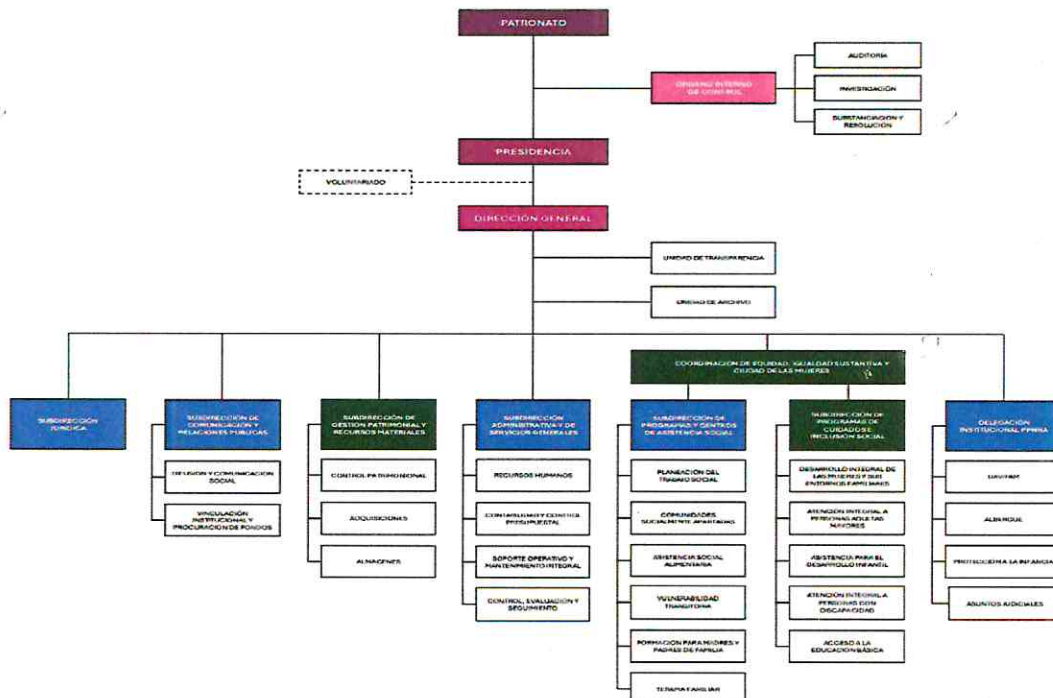 PATRONATO
ÓRGANO INTERNO
DE CONTROL
AUDITORÍA
INVESTIGACIÓN
SUBSTANCIACIÓN Y
RESOLUCIÓN
PRESIDENCIA
VOLUNTARIADO
DIRECCIÓN GENERAL
UNIDAD DE TRANSPARENCIA
UNIDAD DE ARCHIVO
COORDINACIÓN DE EQUIDAD, IGUALDAD SUSTANTIVA Y
CIUDAD DE LAS MUJERES
SUBDIRECCIÓN
JURÍDICA
SUBDIRECCIÓN DE
COMUNICACIÓN Y
RELACIONES PÚBLICAS
DIFUSIÓN Y COMUNICACIÓN
SOCIAL
VINCULACIÓN
INSTITUCIONAL Y
PROCURACIÓN DE FONDOS
SUBDIRECCIÓN DE
GESTIÓN PATRIMONIAL Y
RECURSOS MATERIALES
CONTROL PATRIMONIAL
ADQUISICIONES
ALMACENES
SUBDIRECCIÓN
ADMINISTRATIVA Y DE
SERVICIOS GENERALES
RECURSOS HUMANOS
CONTABILIDAD Y CONTROL
PRESUPUESTAL
SOPORTE OPERATIVO Y
MANTENIMIENTO INTEGRAL
CONTROL, EVALUACIÓN Y
SEGUIMIENTO
SUBDIRECCIÓN DE
PROGRAMAS Y CENTROS
DE ASISTENCIA SOCIAL
PLANEACIÓN DEL
TRABAJO SOCIAL
COMUNIDADES
SOCIALMENTE APARTADAS
ASISTENCIA SOCIAL
ALIMENTARIA
VULNERABILIDAD
TRANSITORIA
FORMACIÓN PARA MADRES Y
PADRES DE FAMILIA
TERAPIA FAMILIAR
SUBDIRECCIÓN DE
PROGRAMAS DE
CUIDADO E
INCLUSIÓN SOCIAL
DESARROLLO INTEGRAL DE
LAS MUJERES Y SUS
ENTORNOS FAMILIARES
ATENCIÓN INTEGRAL A
PERSONAS ADULTAS
MAYORES
ASISTENCIA PARA EL
DESARROLLO INFANTIL
ATENCIÓN INTEGRAL A
PERSONAS CON
DISCAPACIDAD
ACCESO A LA
EDUCACIÓN BÁSICA
DELEGACIÓN
INSTITUCIONAL PPNNA
UAVIFAM
ALBERGUE
PROTECCIÓN A LA INFANCIA
ASUNTOS JUDICIALES